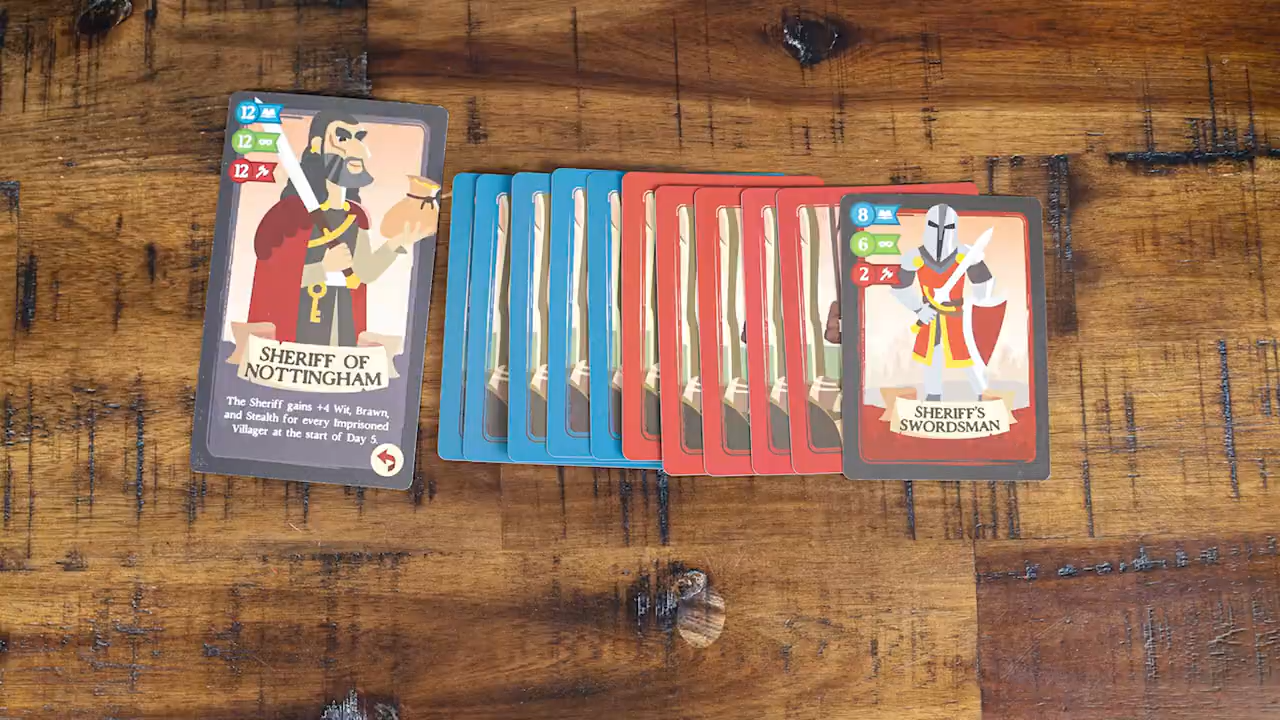 12
12
12
SHERIFF OF
NOTTINGHAM
The Sheriff gains +4 Wit, Brawn,
and Stealth for every Imprisoned
Villager at the start of Day 5.
8
6
2
SHERIFF'S
SWORDSMAN